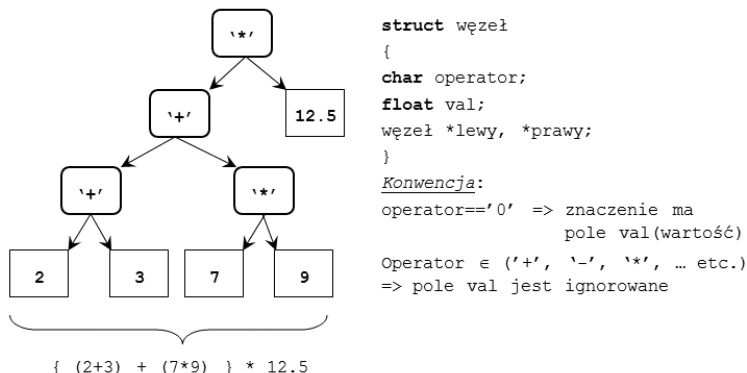 ‘*’
‘+’
12.5
‘+’
‘*’
2
3
7
9
{ (2+3) + (7*9) } * 12.5
struct węzeł
{
char operator;
float val;
węzeł *lewy, *prawy;
}
Konwencja:
operator==’0’ => znaczenie ma
pole val(wartość)
Operator ∈ (’+’, ‘-’, ‘*’, … etc.)
=> pole val jest ignorowane